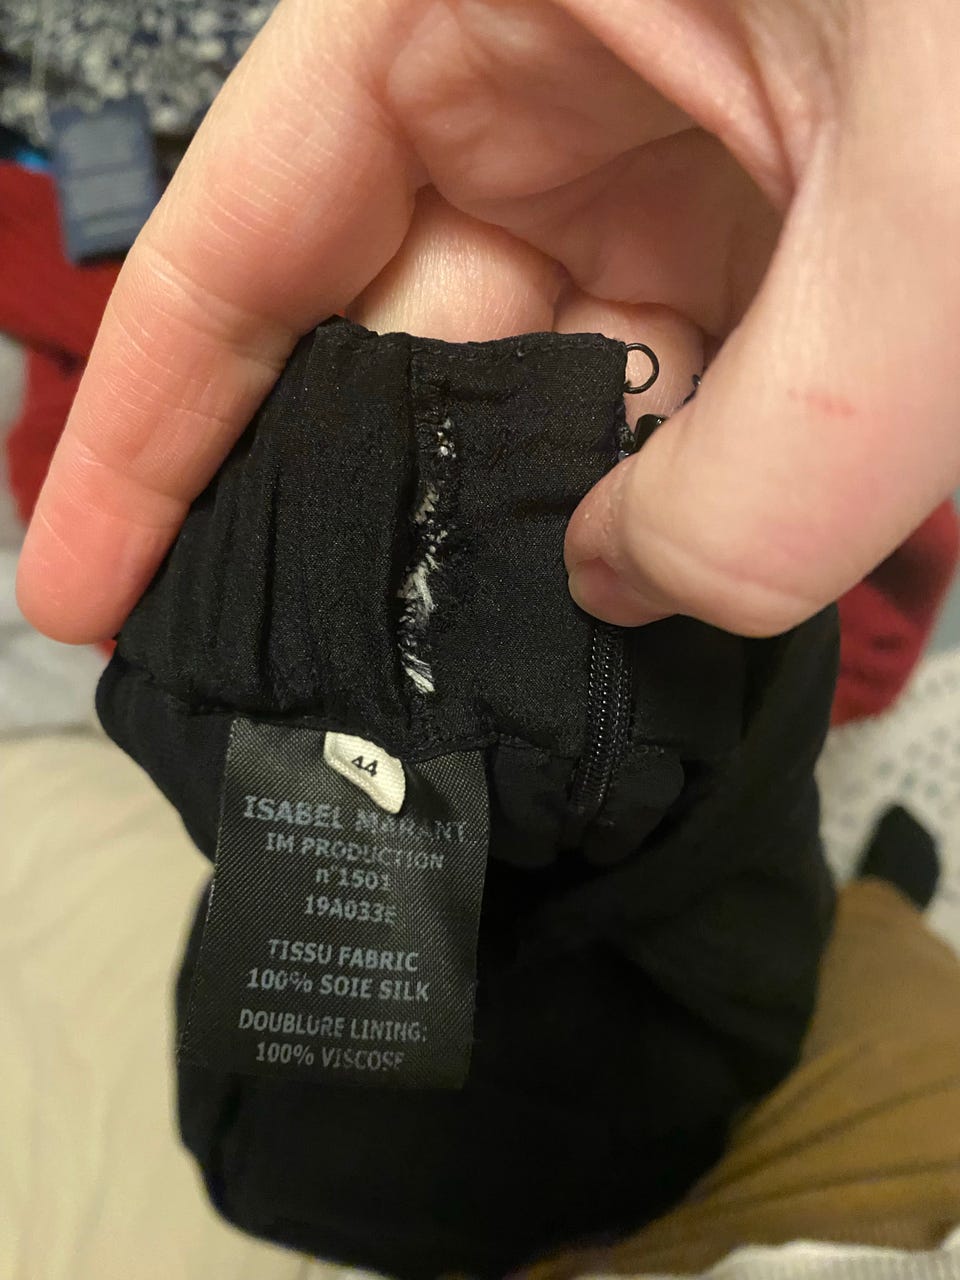 44
ISABEL MARANT
IM PRODUCTION
n°1501
19A033E
TISSU FABRIC
100% SOIE SILK
DOUBLURE LINING:
100% VISCOSE